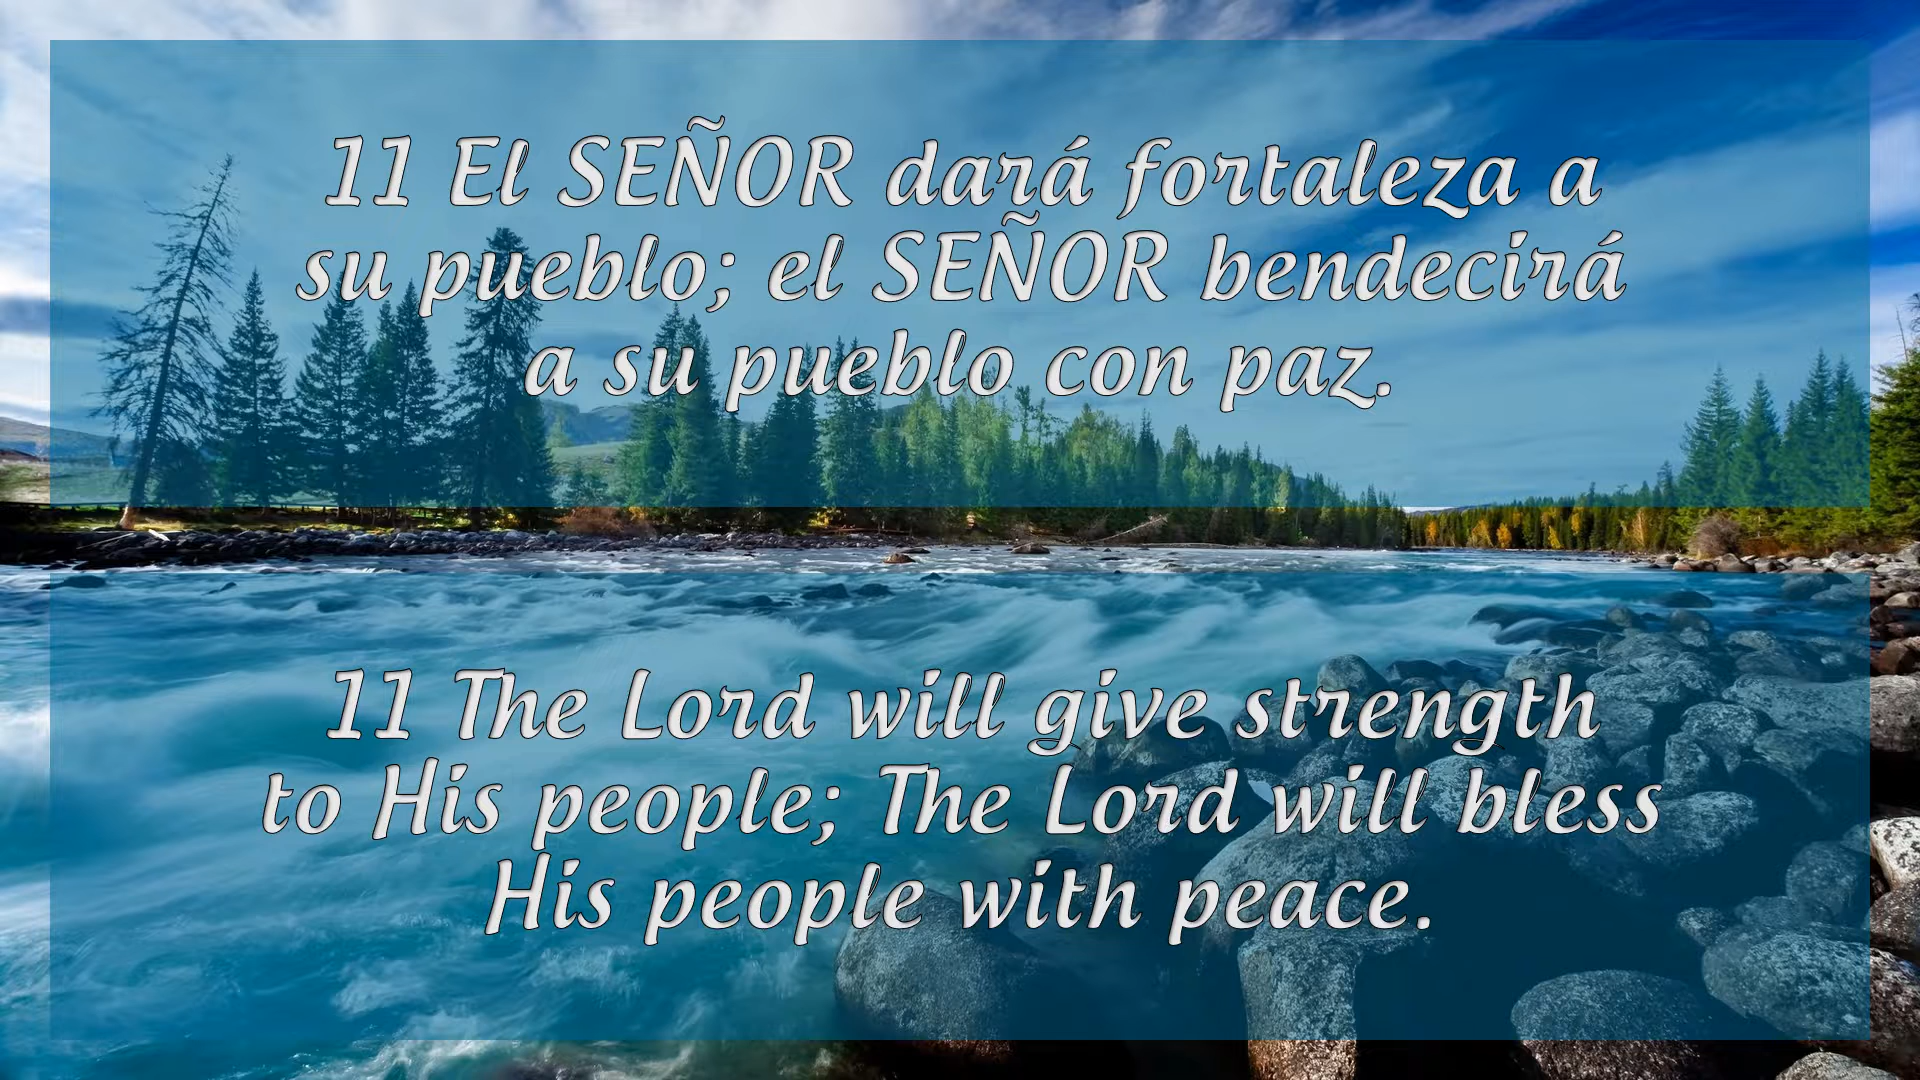 11 El SEÑOR dará fortaleza a
su pueblo; el SEÑOR bendecirá
a su pueblo con paz.
11 The Lord will give strength
to His people; The Lord will bless
His people with peace.